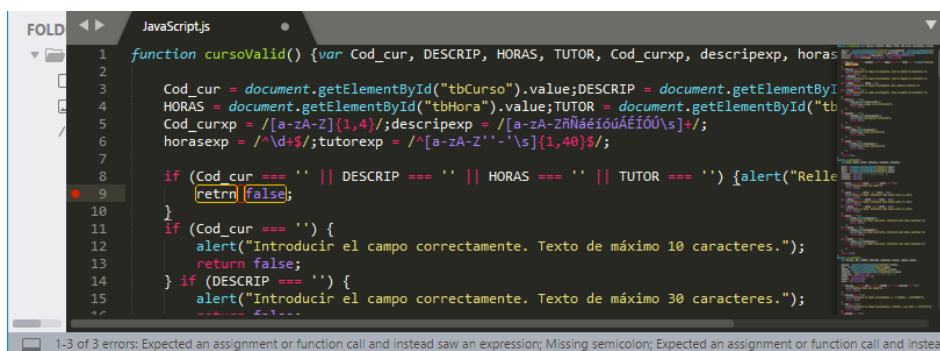 FOLD
JavaScript.js
1 function cursoValid() {var Cod_cur, DESCRIP, HORAS, TUTOR, Cod_curxp, descripexp, horas
2
3 Cod_cur = document.getElementById("tbCurso").value;DESCRIP = document.getElementByI
4 HORAS = document.getElementById("tbHora").value;TUTOR = document.getElementById("tb
5 Cod_curxp = /[a-zA-Z]{1,4}/;descripexp = /[a-zA-ZñÑáéíóúÁÉÍÓÚ\s]+/;
6 horasexp = /^\d+$/;tutorexp = /^[a-zA-Z''-'\s]{1,40}$/;
7
8 if (Cod_cur === '' || DESCRIP === '' || HORAS === '' || TUTOR === '') {alert("Relle
9 retrn false;
10 }
11 if (Cod_cur === '') {
12 alert("Introducir el campo correctamente. Texto de máximo 10 caracteres.");
13 return false;
14 } if (DESCRIP === '') {
15 alert("Introducir el campo correctamente. Texto de máximo 30 caracteres.");
1-3 of 3 errors: Expected an assignment or function call and instead saw an expression; Missing semicolon; Expected an assignment or function call and instea